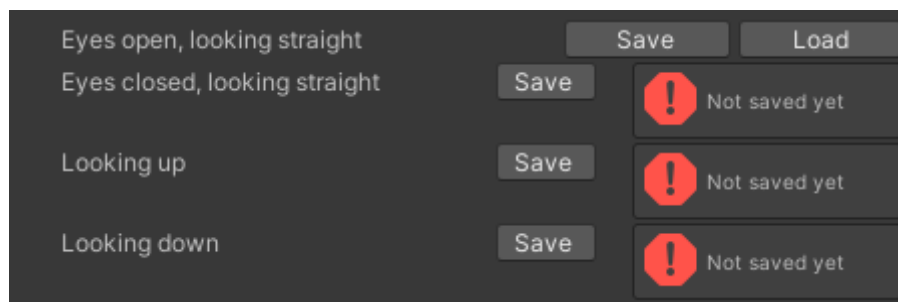 Eyes open, looking straight Save Load
Eyes closed, looking straight Save Not saved yet
Looking up Save Not saved yet
Looking down Save Not saved yet